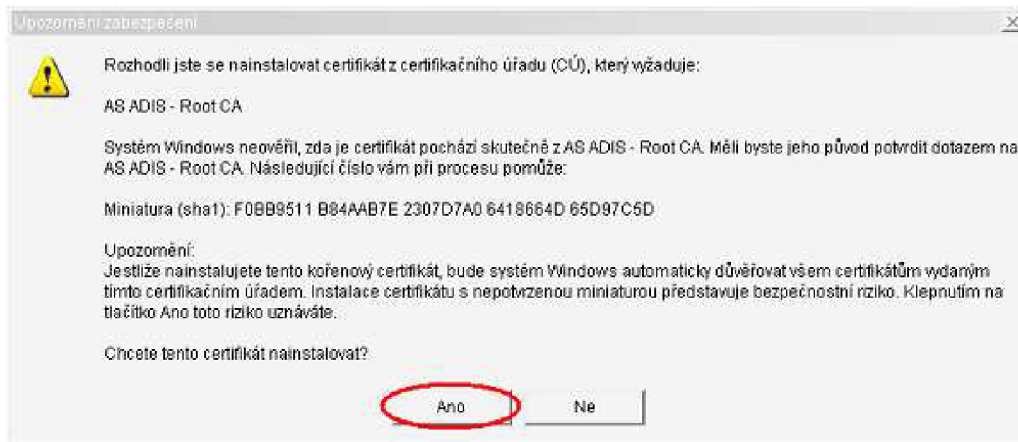 Upozornění zabezpečení
Rozhodli jste se nainstalovat certifikát z certifikačního úřadu (CÚ), který vyžaduje:
AS ADIS - Root CA
Systém Windows neověřil, zda je certifikát pochází skutečně z AS ADIS - Root CA. Měli byste jeho původ potvrdit dotazem na
AS ADIS - Root CA. Následující číslo vám při procesu pomůže:
Miniatura (sha1): F0BB9511 B84AAB7E 2307D7A0 6418664D 65D97C5D
Upozornění:
Jestliže nainstalujete tento kořenový certifikát, bude systém Windows automaticky důvěřovat všem certifikátům vydaným
tímto certifikačním úřadem. Instalace certifikátu s nepotvrzenou miniaturou představuje bezpečnostní riziko. Klepnutím na
tlačítko Ano toto riziko uznáváte.
Chcete tento certifikát nainstalovat?
Ano Ne